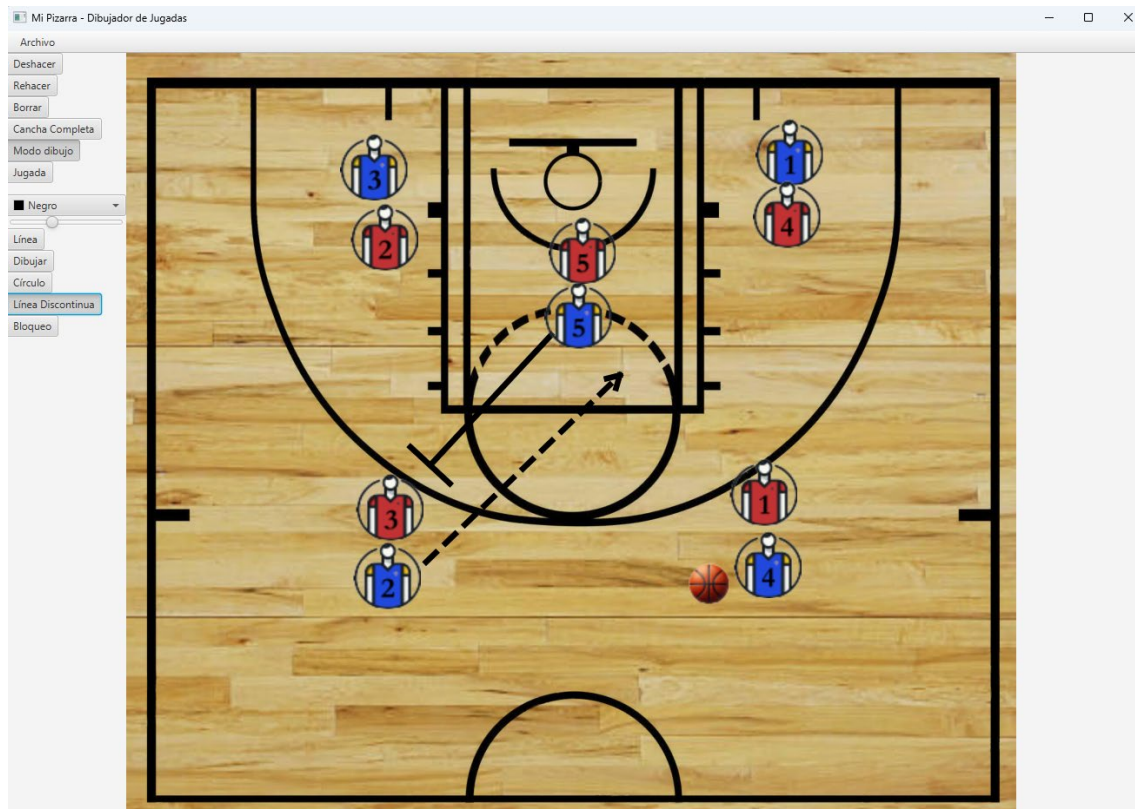 Mi Pizarra - Dibujador de Jugadas
Archivo
Deshacer
Rehacer
Borrar
Cancha Completa
Modo dibujo
Jugada
Negro
Línea
Dibujar
Círculo
Línea Discontinua
Bloqueo
3
1
2
4
5
5
3
1
2
4